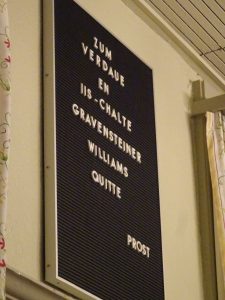 ZUM
VERDAUE
EN
IIS-CHALTE
GRAVENSTEINER
WILLIAMS
QUITTE
PROST